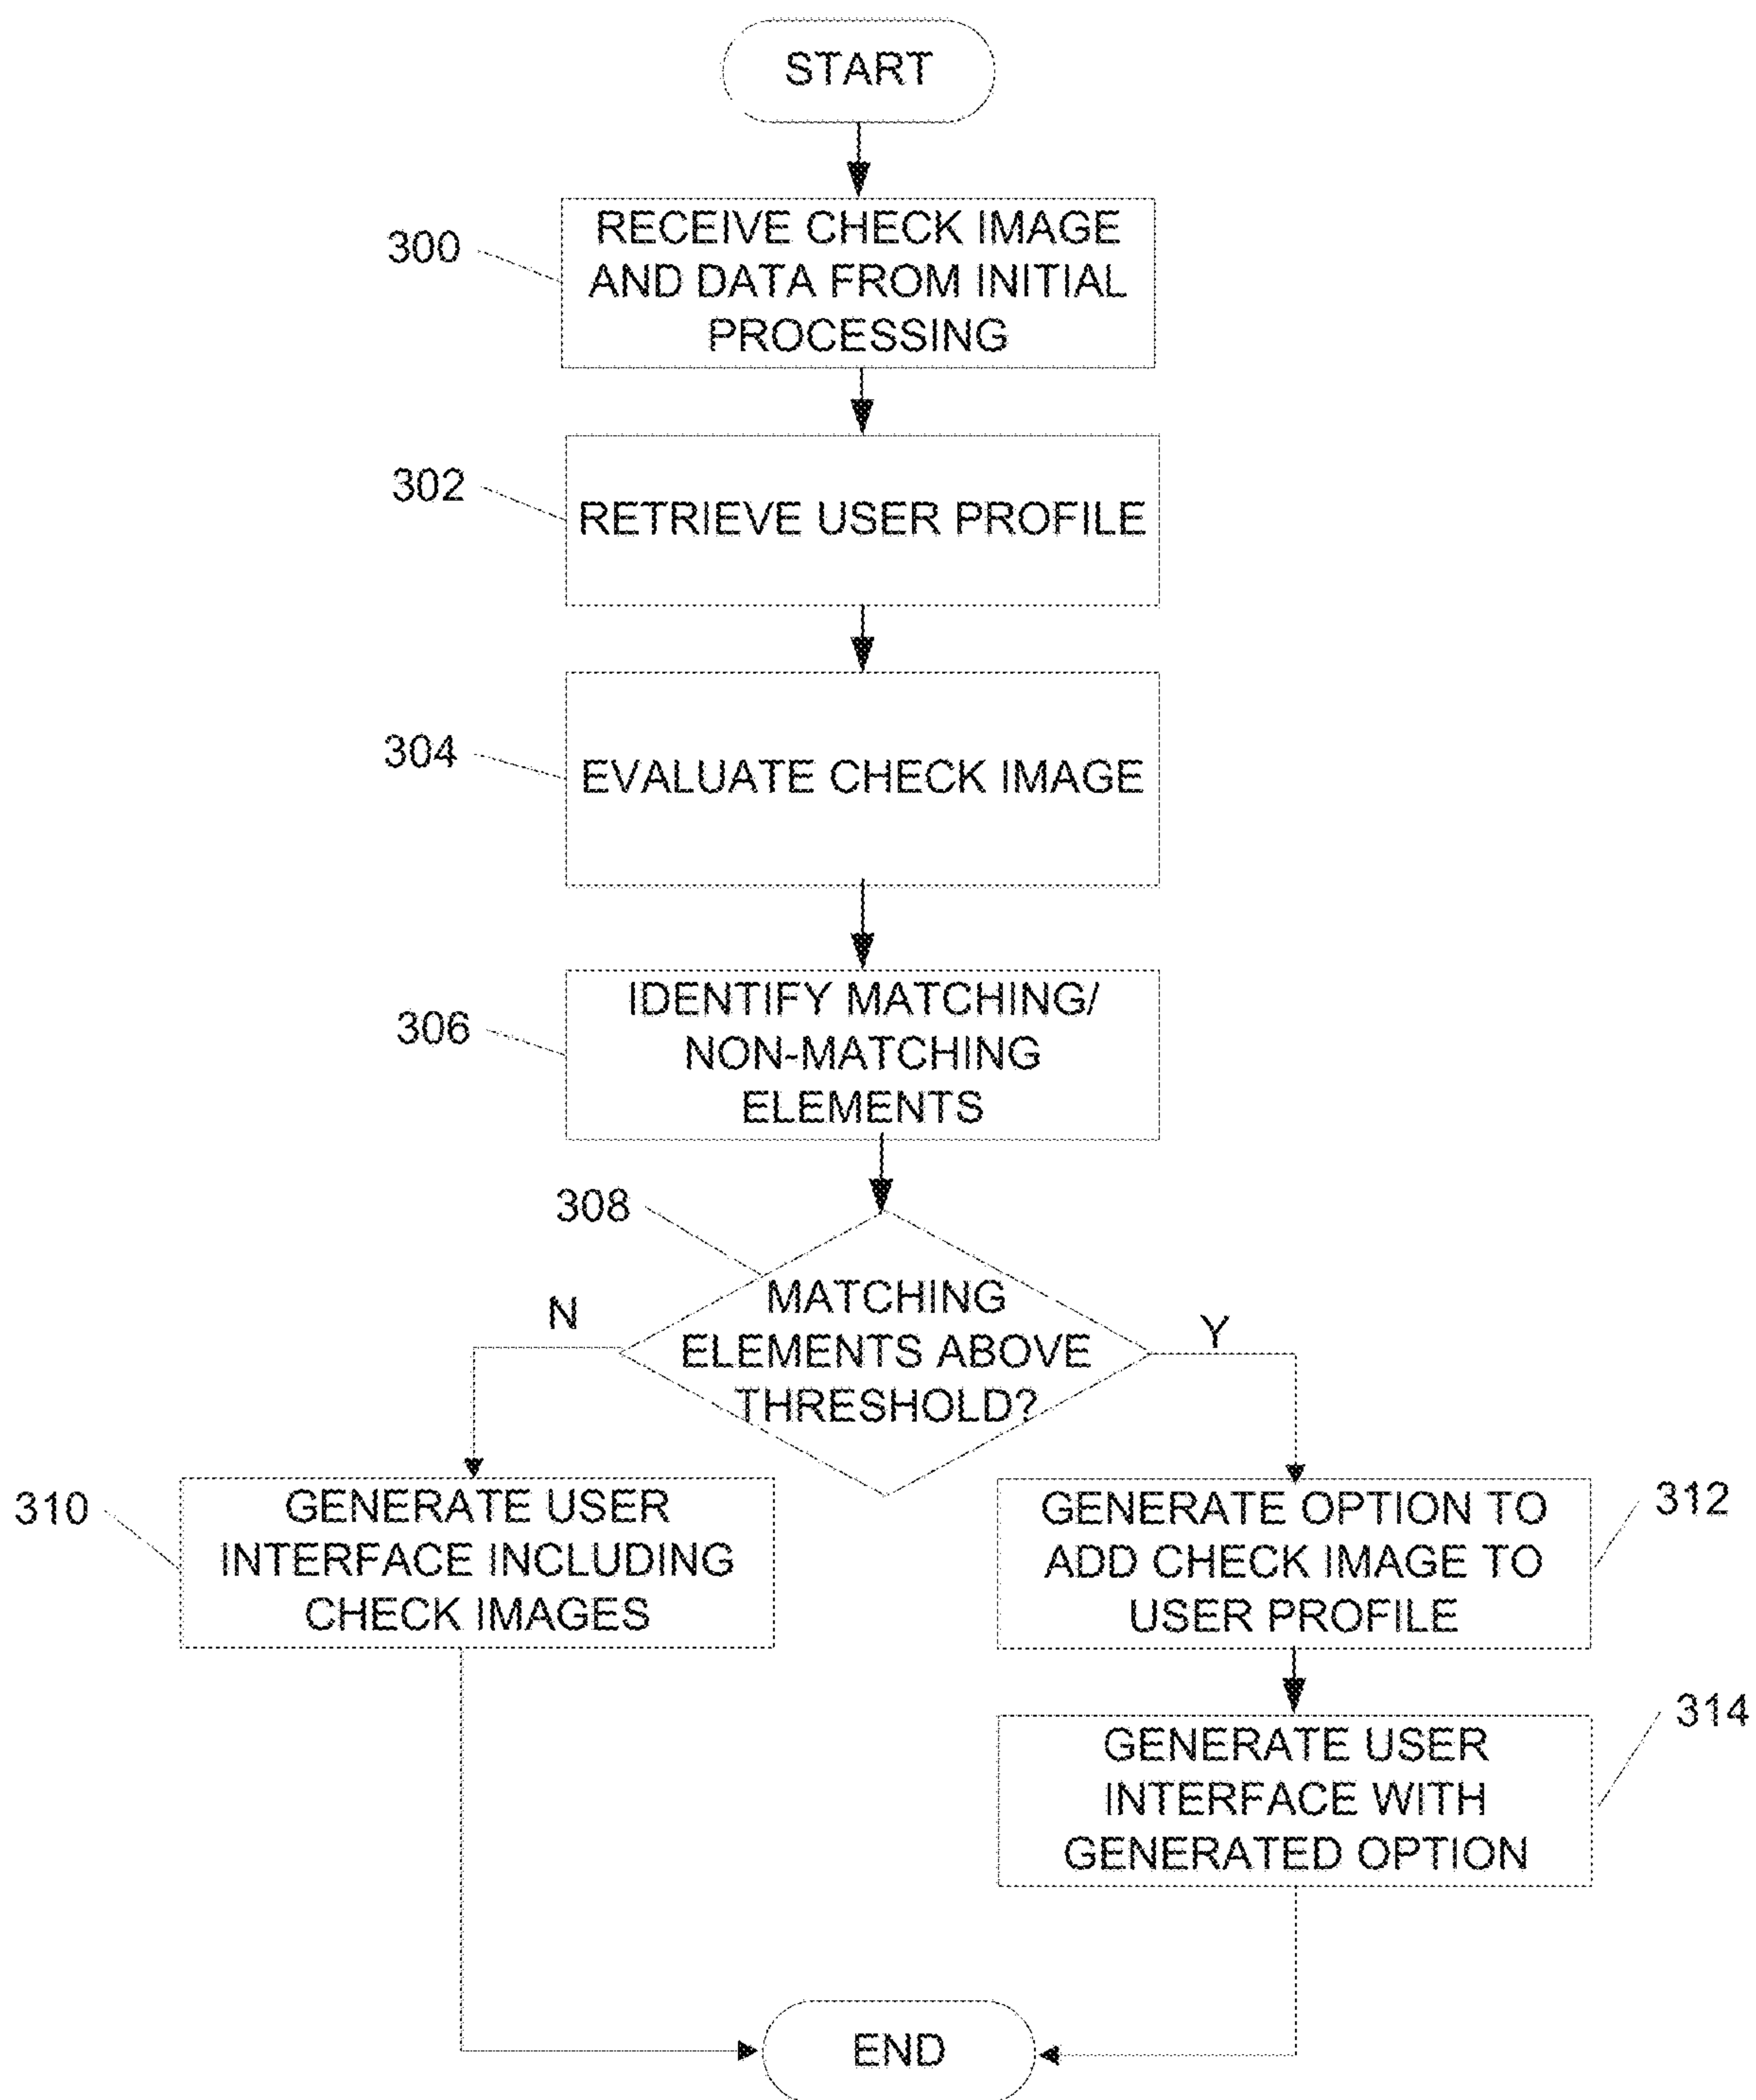 START
300
RECEIVE CHECK IMAGE
AND DATA FROM INITIAL
PROCESSING
302
RETRIEVE USER PROFILE
304
EVALUATE CHECK IMAGE
306
IDENTIFY MATCHING/
NON-MATCHING
ELEMENTS
308
MATCHING
ELEMENTS ABOVE
THRESHOLD?
N
Y
310
GENERATE USER
INTERFACE INCLUDING
CHECK IMAGES
312
GENERATE OPTION TO
ADD CHECK IMAGE TO
USER PROFILE
314
GENERATE USER
INTERFACE WITH
GENERATED OPTION
END